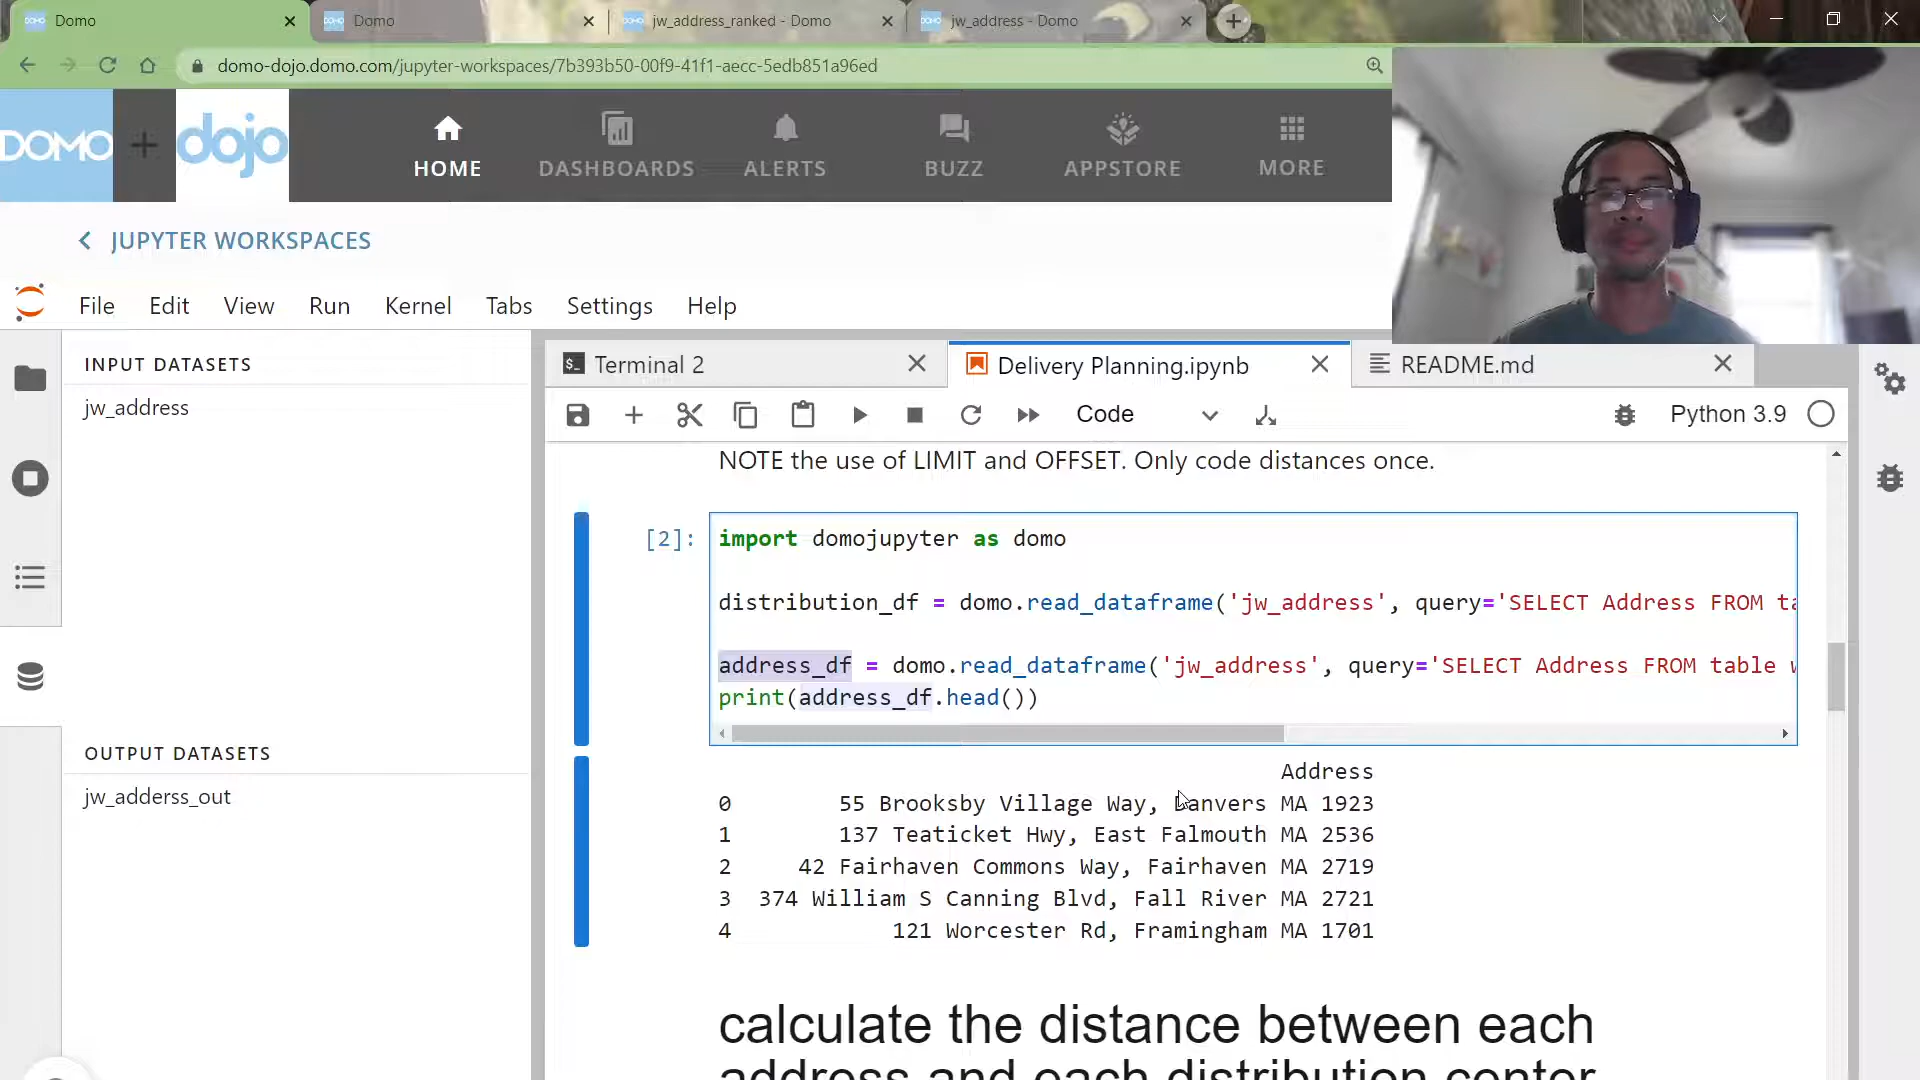 Domo
Domo
jw_address_ranked - Domo
jw_address - Domo
domo-dojo.domo.com/jupyter-workspaces/7b393b50-00f9-41f1-aecc-5edb851a96ed
DOMO
dojo
HOME
DASHBOARDS
ALERTS
BUZZ
APPSTORE
MORE
JUPYTER WORKSPACES
File Edit View Run Kernel Tabs Settings Help
INPUT DATASETS
jw_address
OUTPUT DATASETS
jw_adderss_out
Terminal 2
Delivery Planning.ipynb
README.md
Code
Python 3.9
NOTE the use of LIMIT and OFFSET. Only code distances once.
[2]:
import domojupyter as domo
distribution_df = domo.read_dataframe('jw_address', query='SELECT Address FROM ta
address_df = domo.read_dataframe('jw_address', query='SELECT Address FROM table w
print(address_df.head())
Address
0 55 Brooksby Village Way, Danvers MA 1923
1 137 Teaticket Hwy, East Falmouth MA 2536
2 42 Fairhaven Commons Way, Fairhaven MA 2719
3 374 William S Canning Blvd, Fall River MA 2721
4 121 Worcester Rd, Framingham MA 1701
calculate the distance between each
address and each distribution center